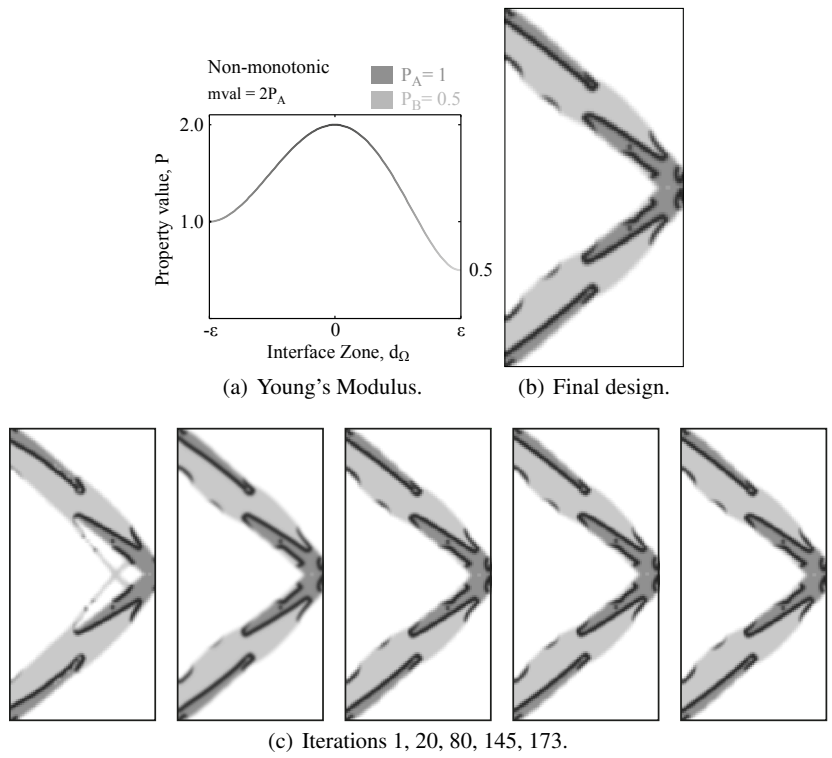 Non-monotonic
mval = 2P_A
P_A= 1
P_B= 0.5
2.0
1.0
0.5
Property value, P
-ε 0 ε
Interface Zone, d_Ω
(a) Young's Modulus.
(b) Final design.
(c) Iterations 1, 20, 80, 145, 173.